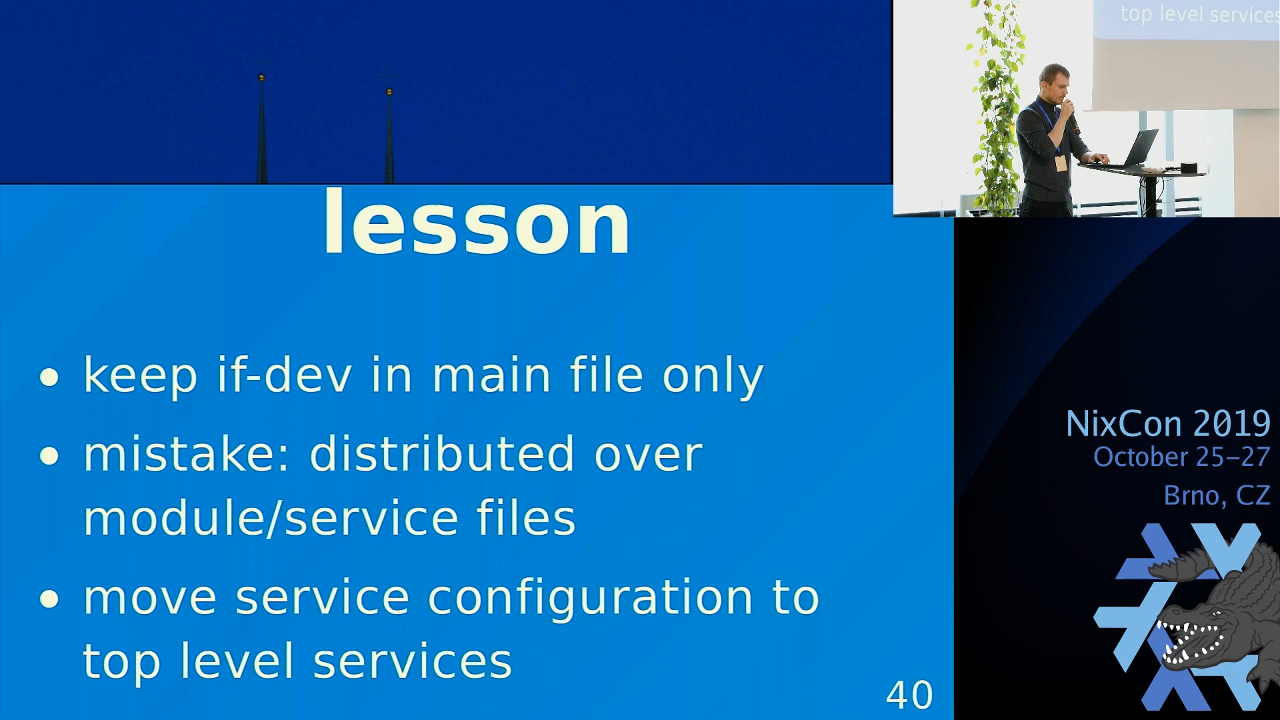 top level services
lesson
• keep if-dev in main file only
• mistake: distributed over
module/service files
• move service configuration to
top level services
40
NixCon 2019
October 25–27
Brno, CZ